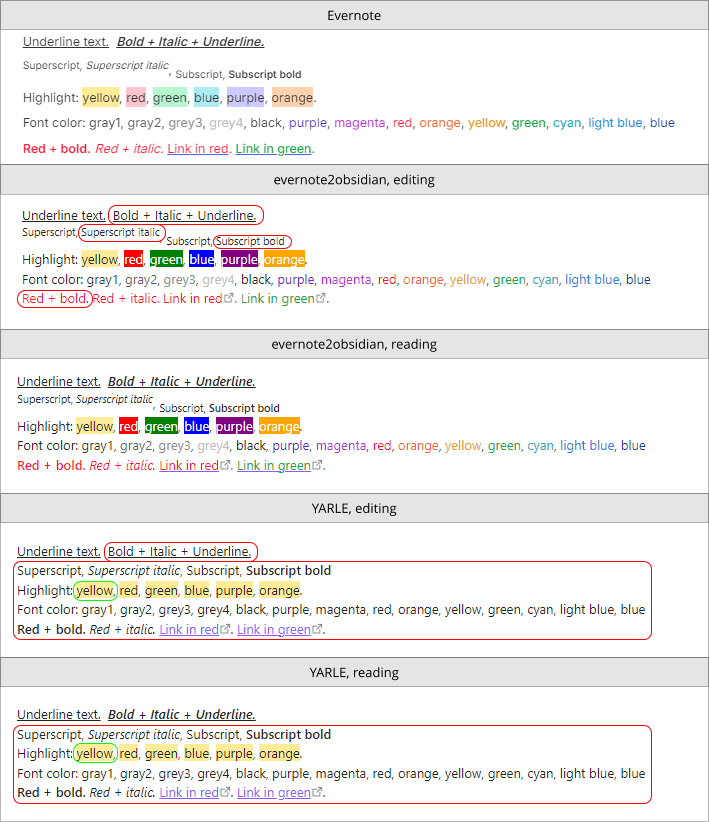 Evernote
Underline text. Bold + Italic + Underline.
Superscript, Superscript italic, Subscript, Subscript bold
Highlight: yellow, red, green, blue, purple, orange.
Font color: gray1, gray2, grey3, grey4, black, purple, magenta, red, orange, yellow, green, cyan, light blue, blue
Red + bold. Red + italic. Link in red. Link in green.
evernote2obsidian, editing
Underline text. Bold + Italic + Underline.
Superscript, Superscript italic, Subscript, Subscript bold
Highlight: yellow, red, green, blue, purple, orange.
Font color: gray1, gray2, grey3, grey4, black, purple, magenta, red, orange, yellow, green, cyan, light blue, blue
Red + bold. Red + italic. Link in red. Link in green.
evernote2obsidian, reading
Underline text. Bold + Italic + Underline.
Superscript, Superscript italic, Subscript, Subscript bold
Highlight: yellow, red, green, blue, purple, orange.
Font color: gray1, gray2, grey3, grey4, black, purple, magenta, red, orange, yellow, green, cyan, light blue, blue
Red + bold. Red + italic. Link in red. Link in green.
YARLE, editing
Underline text. Bold + Italic + Underline.
Superscript, Superscript italic, Subscript, Subscript bold
Highlight: yellow, red, green, blue, purple, orange.
Font color: gray1, gray2, grey3, grey4, black, purple, magenta, red, orange, yellow, green, cyan, light blue, blue
Red + bold. Red + italic. Link in red. Link in green.
YARLE, reading
Underline text. Bold + Italic + Underline.
Superscript, Superscript italic, Subscript, Subscript bold
Highlight: yellow, red, green, blue, purple, orange.
Font color: gray1, gray2, grey3, grey4, black, purple, magenta, red, orange, yellow, green, cyan, light blue, blue
Red + bold. Red + italic. Link in red. Link in green.